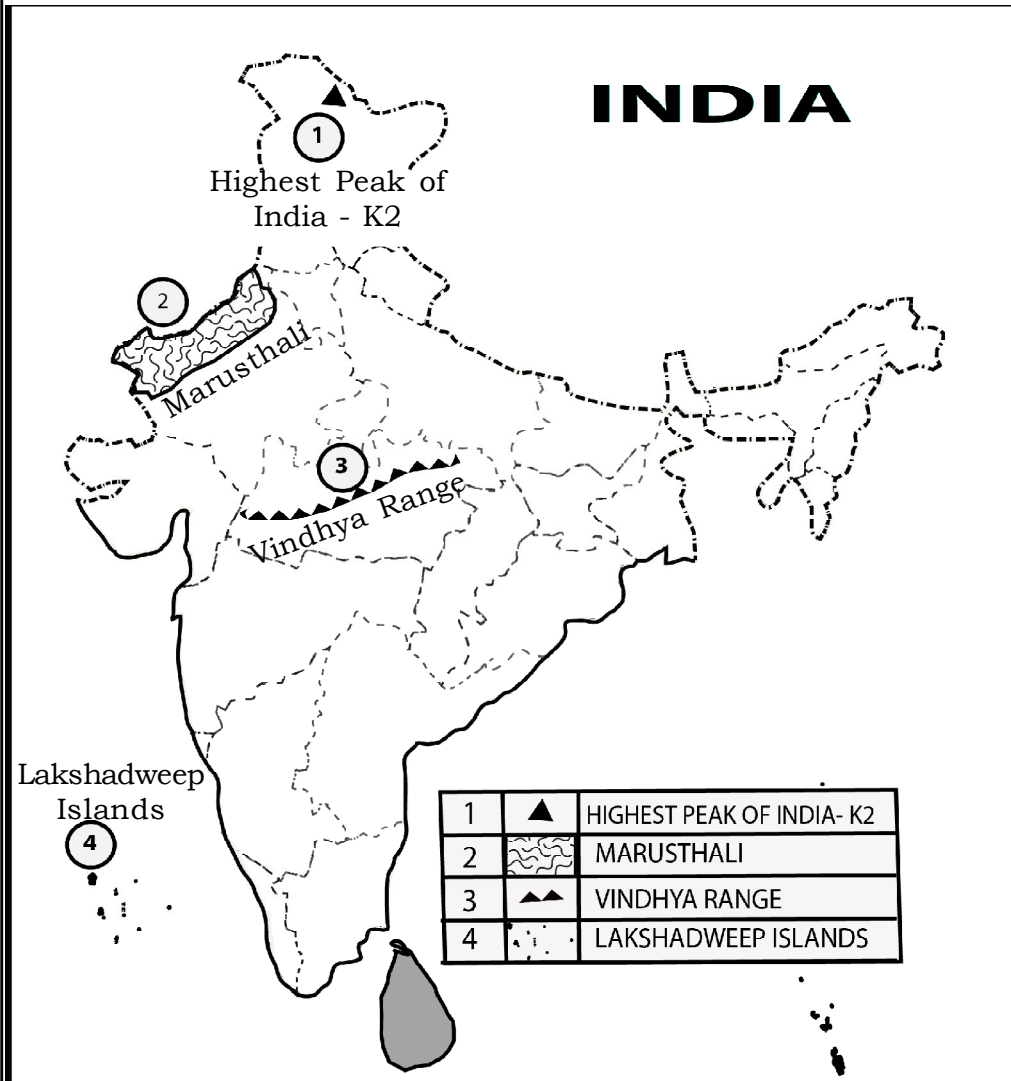 INDIA
1
Highest Peak of
India - K2
2
Marusthali
3
Vindhya Range
Lakshadweep
Islands
4
1 HIGHEST PEAK OF INDIA- K2
2 MARUSTHALI
3 VINDHYA RANGE
4 LAKSHADWEEP ISLANDS